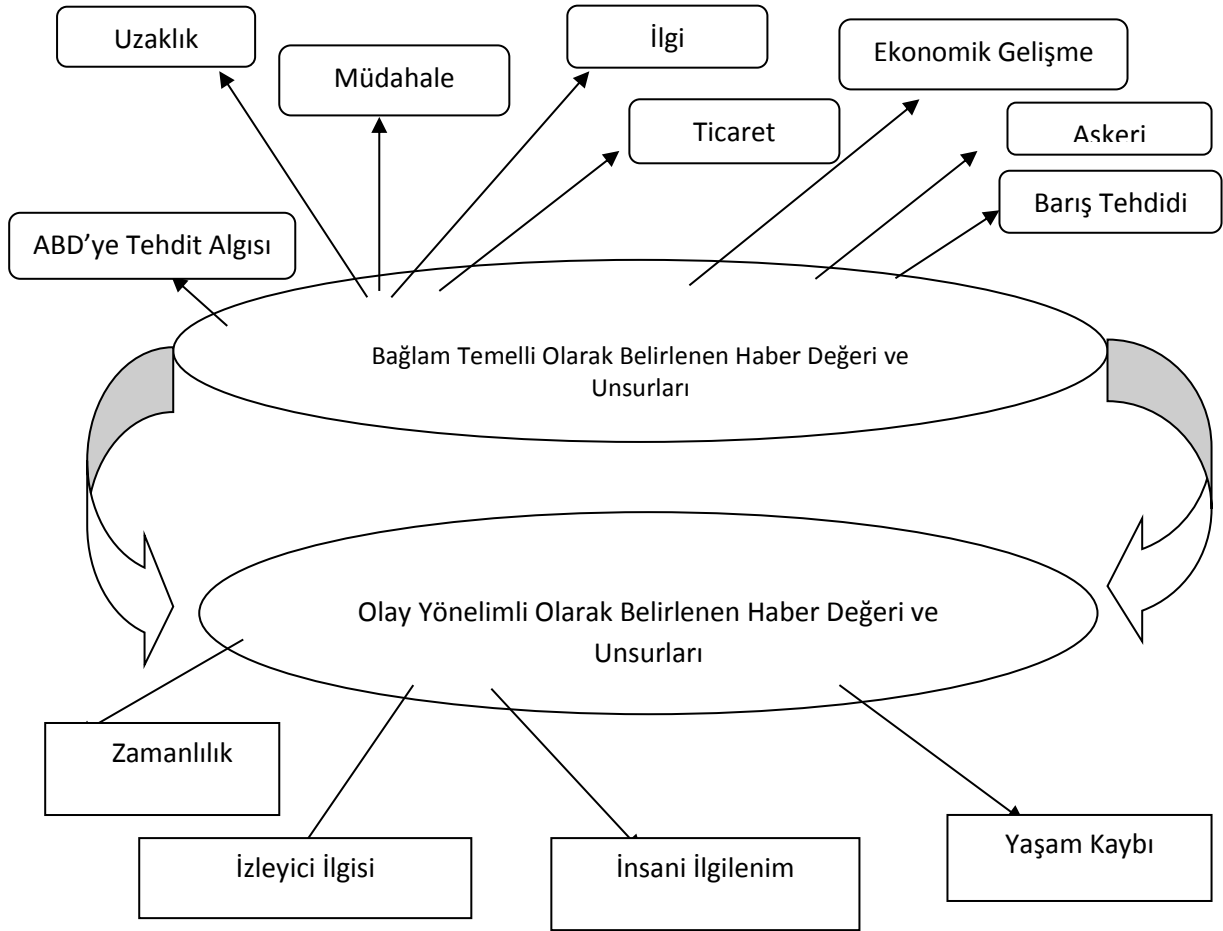 Uzaklık
Müdahale
İlgi
Ekonomik Gelişme
Ticaret
Askeri
Barış Tehdidi
ABD’ye Tehdit Algısı
Bağlam Temelli Olarak Belirlenen Haber Değeri ve
Unsurları
Olay Yönelimli Olarak Belirlenen Haber Değeri ve
Unsurları
Zamanlılık
İzleyici İlgisi
İnsani İlgilenim
Yaşam Kaybı